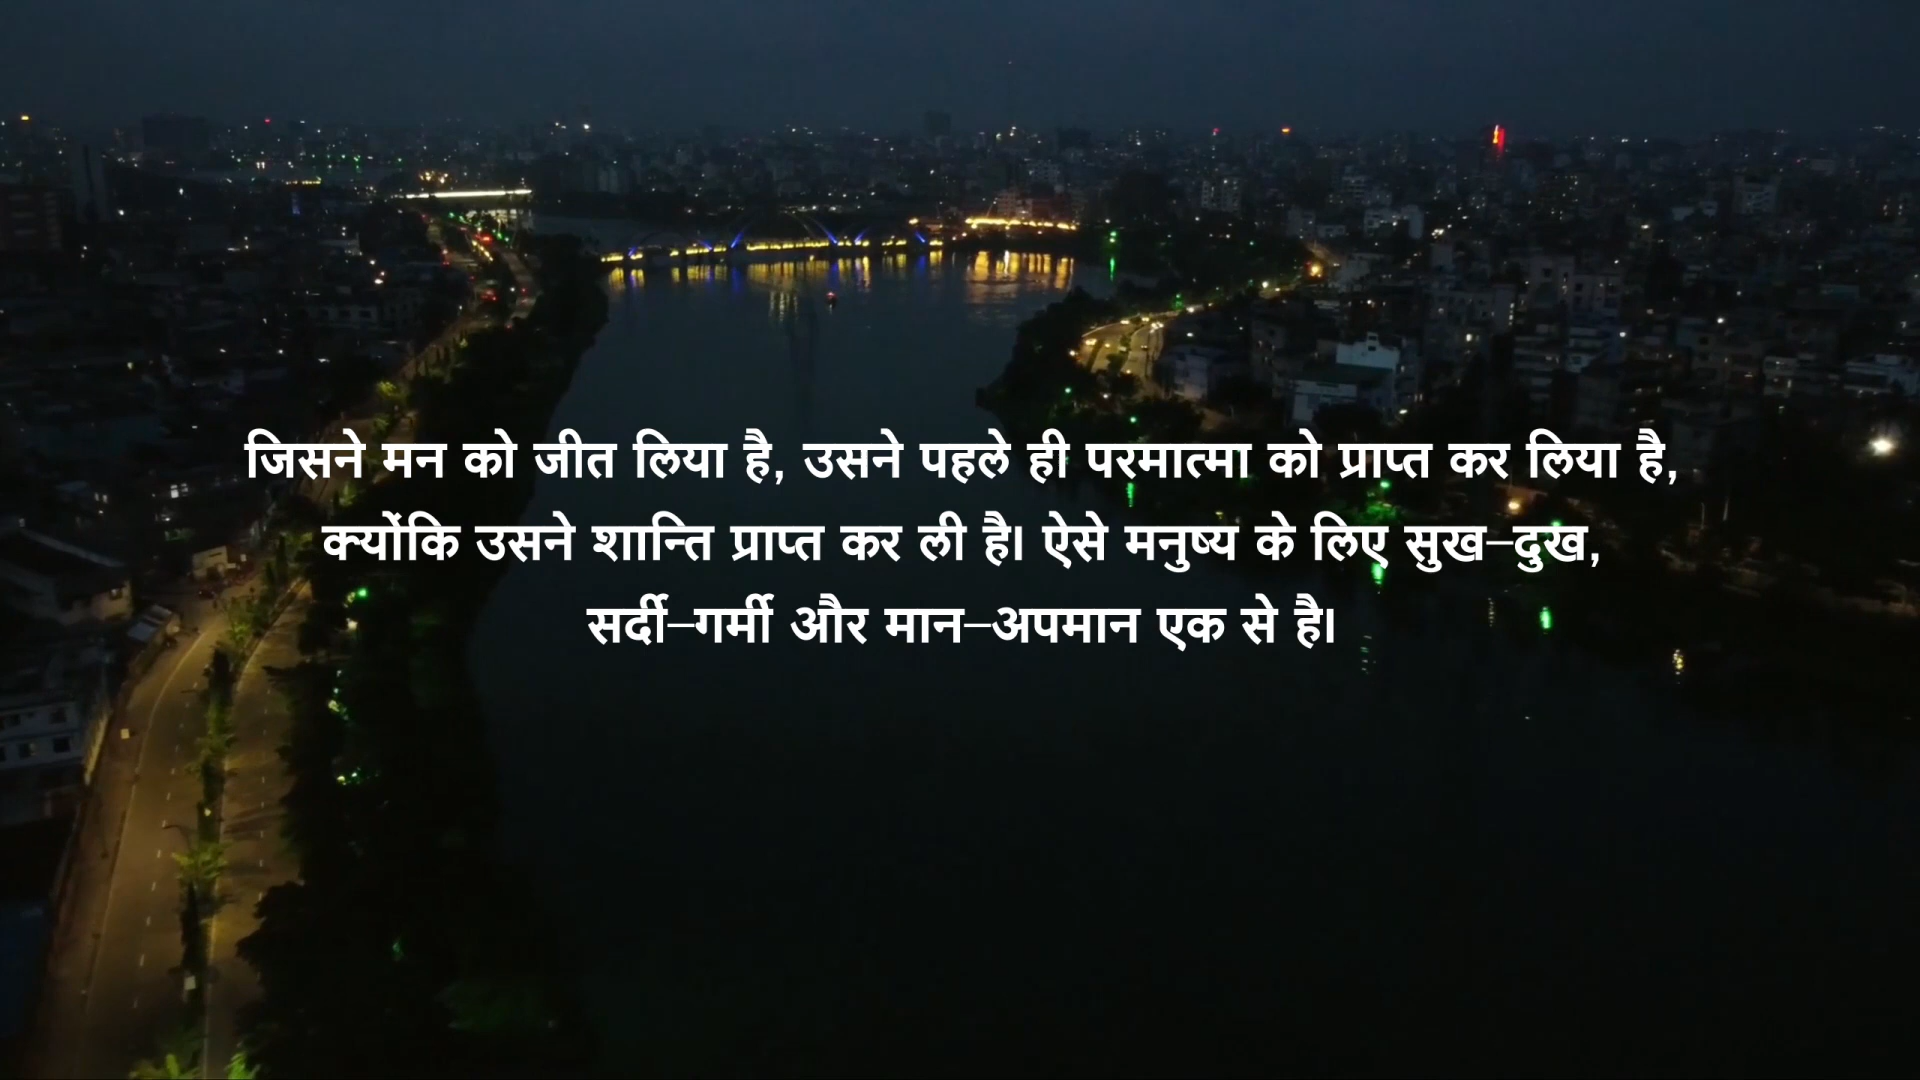 जिसने मन को जीत लिया है, उसने पहले ही परमात्मा को प्राप्त कर लिया है,
क्योंकि उसने शान्ति प्राप्त कर ली है। ऐसे मनुष्य के लिए सुख–दुख,
सर्दी–गर्मी और मान–अपमान एक से है।